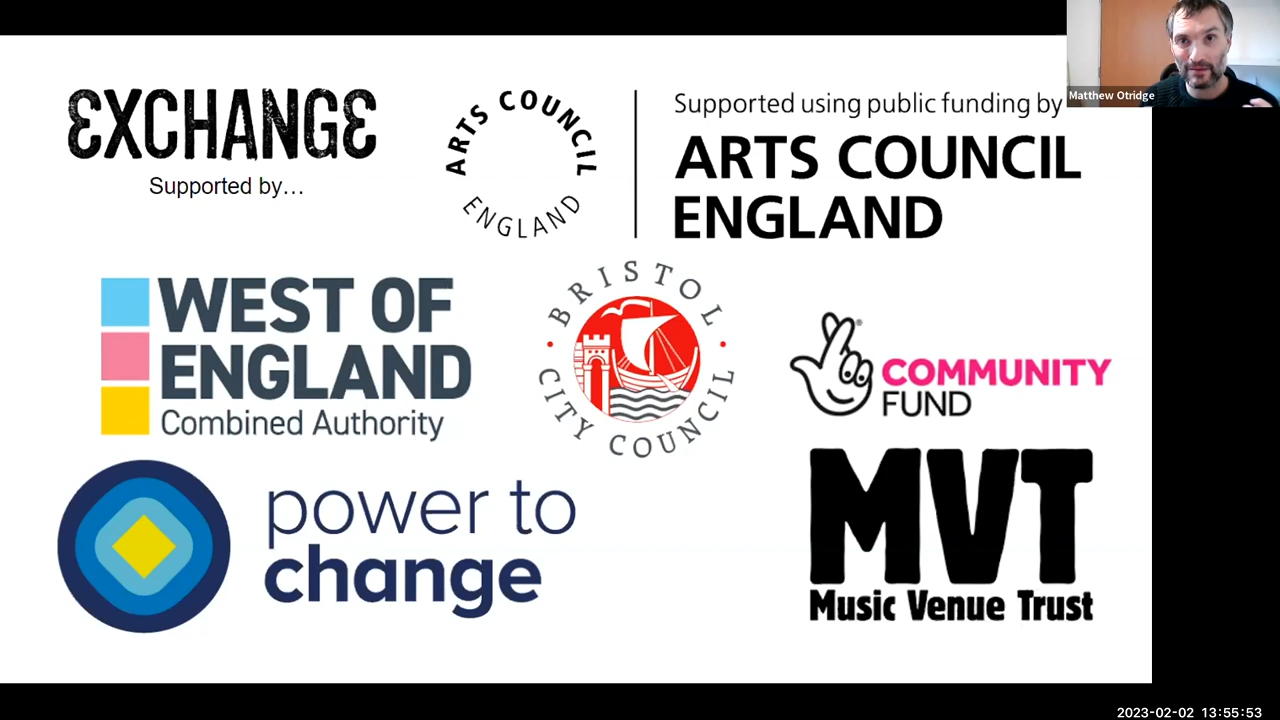 EXCHANGE
Supported by…
ARTS COUNCIL
ENGLAND
Supported using public funding by
ARTS COUNCIL
ENGLAND
Matthew Otridge
WEST OF
ENGLAND
Combined Authority
BRISTOL
CITY COUNCIL
COMMUNITY
FUND
power to
change
MVT
Music Venue Trust
2023-02-02 13:55:53